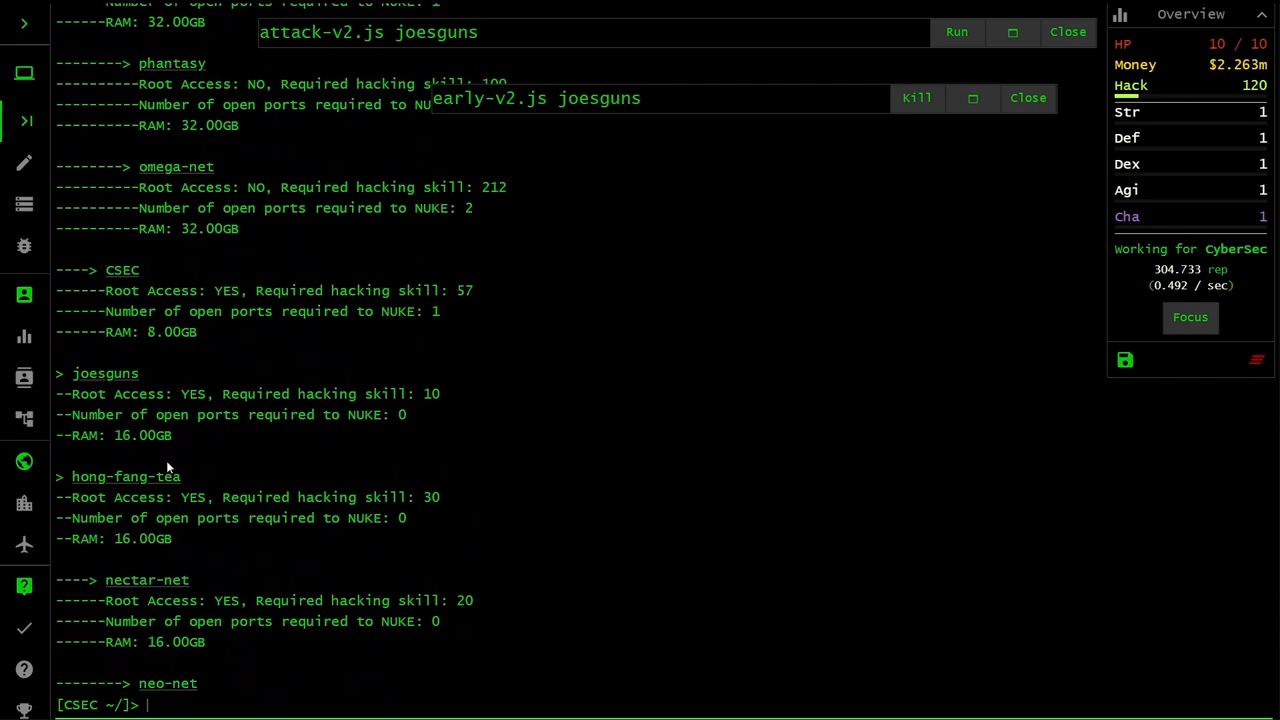 ------RAM: 32.00GB
attack-v2.js joesguns
Run
Close
--------> phantasy
----------Root Access: NO, Required hacking skill: 100
----------Number of open ports required to NU
early-v2.js joesguns
Kill
Close
----------RAM: 32.00GB
--------> omega-net
----------Root Access: NO, Required hacking skill: 212
----------Number of open ports required to NUKE: 2
----------RAM: 32.00GB
----> CSEC
------Root Access: YES, Required hacking skill: 57
------Number of open ports required to NUKE: 1
------RAM: 8.00GB
> joesguns
--Root Access: YES, Required hacking skill: 10
--Number of open ports required to NUKE: 0
--RAM: 16.00GB
> hong-fang-tea
--Root Access: YES, Required hacking skill: 30
--Number of open ports required to NUKE: 0
--RAM: 16.00GB
----> nectar-net
------Root Access: YES, Required hacking skill: 20
------Number of open ports required to NUKE: 0
------RAM: 16.00GB
--------> neo-net
[CSEC ~/]>
Overview
HP 10 / 10
Money $2.263m
Hack 120
Str 1
Def 1
Dex 1
Agi 1
Cha 1
Working for CyberSec
304.733 rep
(0.492 / sec)
Focus